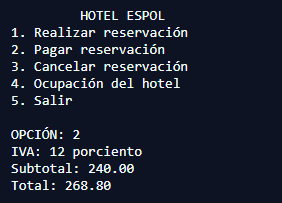 HOTEL ESPOL
1. Realizar reservación
2. Pagar reservación
3. Cancelar reservación
4. Ocupación del hotel
5. Salir
OPCIÓN: 2
IVA: 12 porciento
Subtotal: 240.00
Total: 268.80